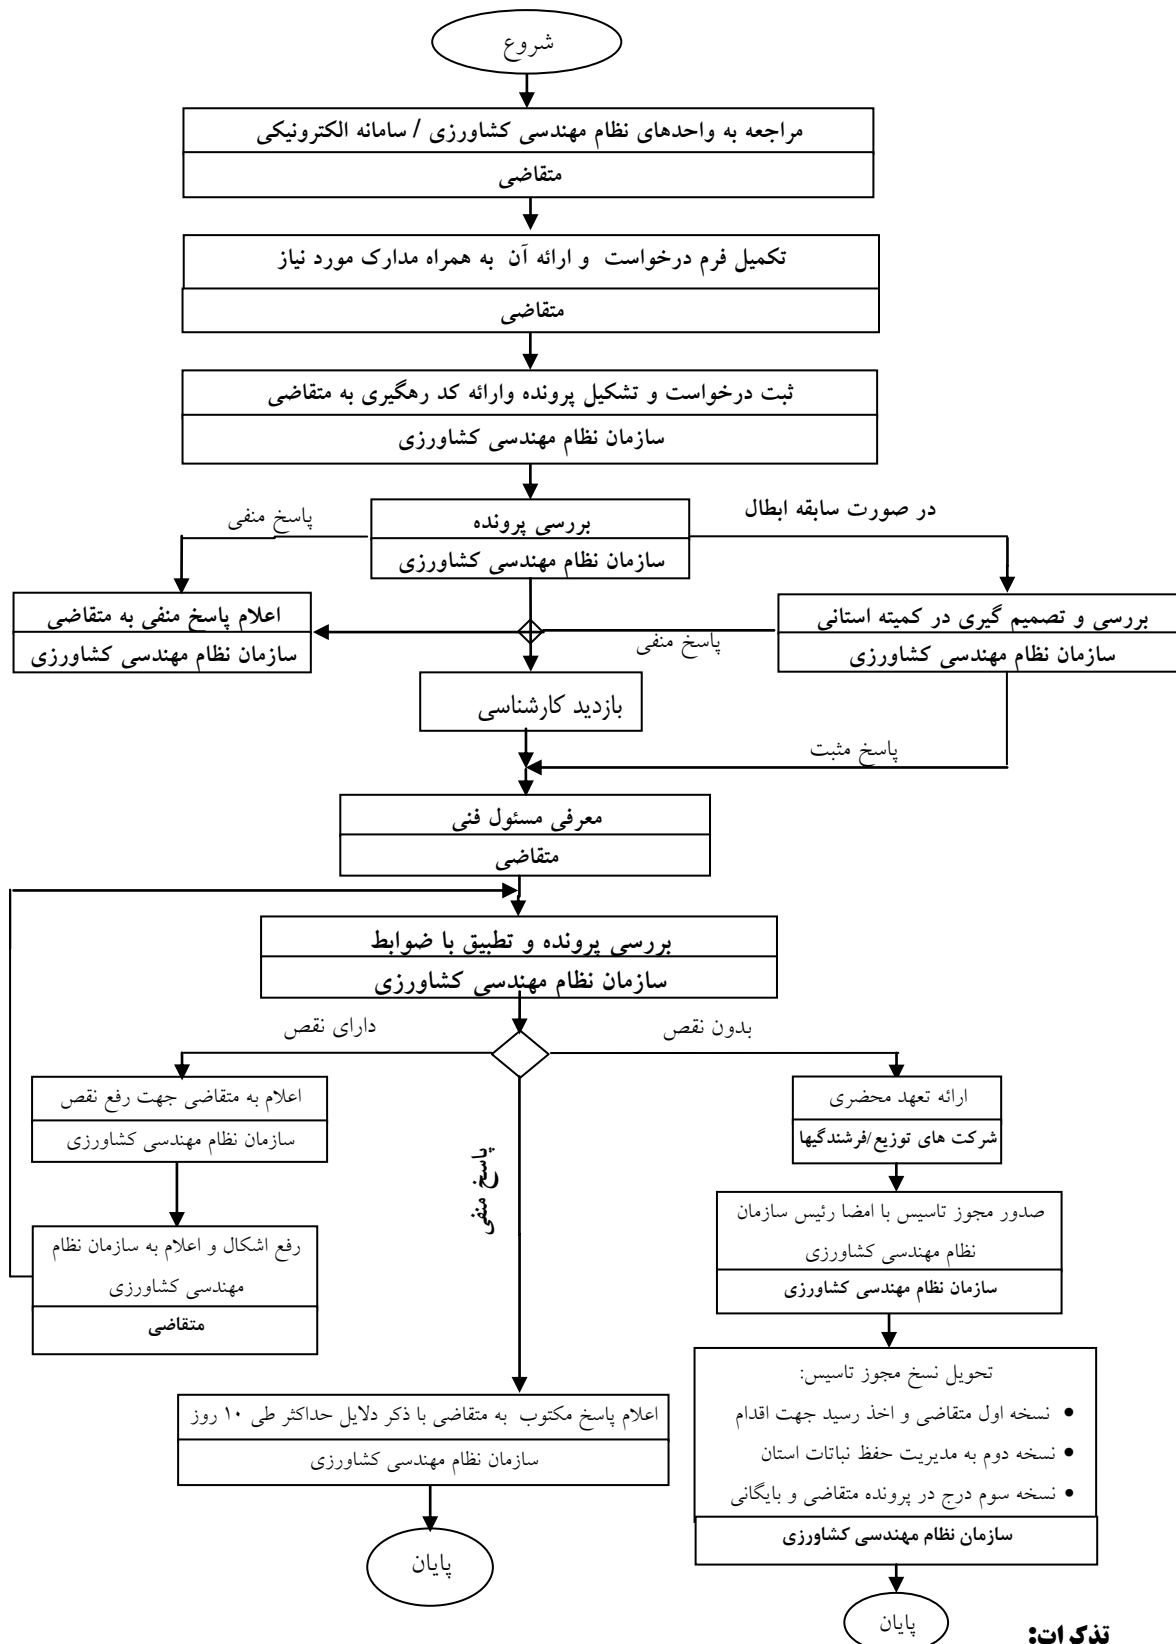 شروع
مراجعه به واحدهای نظام مهندسی کشاورزی / سامانه الکترونیکی
متقاضی
تکمیل فرم درخواست و ارائه آن به همراه مدارک مورد نیاز
متقاضی
ثبت درخواست و تشکیل پرونده وارائه کد رهگیری به متقاضی
سازمان نظام مهندسی کشاورزی
در صورت سابقه ابطال
بررسی پرونده
سازمان نظام مهندسی کشاورزی
پاسخ منفی
بررسی و تصمیم گیری در کمیته استانی
سازمان نظام مهندسی کشاورزی
پاسخ منفی
اعلام پاسخ منفی به متقاضی
سازمان نظام مهندسی کشاورزی
بازدید کارشناسی
پاسخ مثبت
معرفی مسئول فنی
متقاضی
بررسی پرونده و تطبیق با ضوابط
سازمان نظام مهندسی کشاورزی
بدون نقص
دارای نقص
ارائه تعهد محضری
شرکت های توزیع/فرشندگیها
اعلام به متقاضی جهت رفع نقص
سازمان نظام مهندسی کشاورزی
پاسخ منفی
صدور مجوز تاسیس با امضا رئیس سازمان
نظام مهندسی کشاورزی
سازمان نظام مهندسی کشاورزی
رفع اشکال و اعلام به سازمان نظام
مهندسی کشاورزی
متقاضی
تحویل نسخ مجوز تاسیس:
• نسخه اول متقاضی و اخذ رسید جهت اقدام
• نسخه دوم به مدیریت حفظ نباتات استان
• نسخه سوم درج در پرونده متقاضی و بایگانی
سازمان نظام مهندسی کشاورزی
اعلام پاسخ مکتوب به متقاضی با ذکر دلایل حداکثر طی ۱۰ روز
سازمان نظام مهندسی کشاورزی
پایان
پایان
تذکرات: